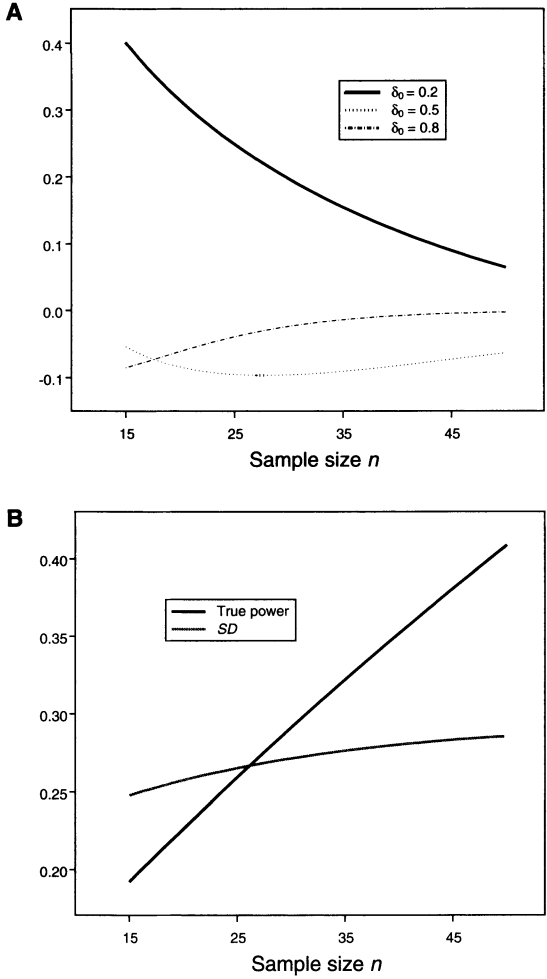 A
0.4
0.3
0.2
0.1
0.0
-0.1
δ₀ = 0.2
δ₀ = 0.5
δ₀ = 0.8
15 25 35 45
Sample size n
B
0.40
0.35
0.30
0.25
0.20
True power
SD
15 25 35 45
Sample size n